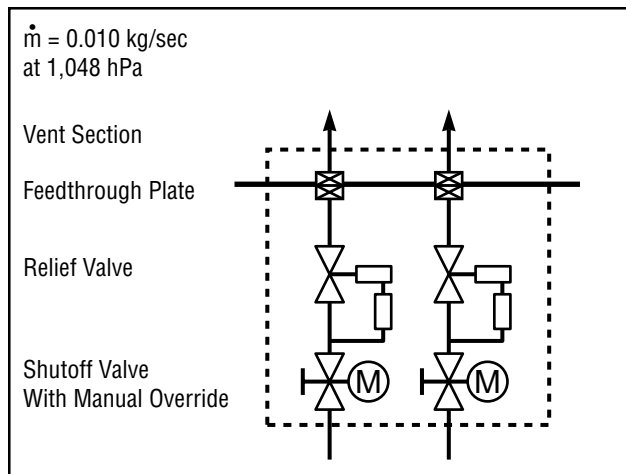 ṁ = 0.010 kg/sec
at 1,048 hPa
Vent Section
Feedthrough Plate
Relief Valve
Shutoff Valve
With Manual Override
M
M